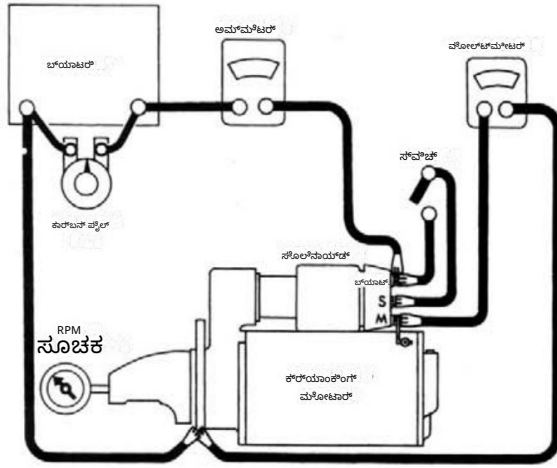 ಅಮ್‌ಮೆಟರ್
ಬ್ಯಾಟರಿ
ವೋಲ್ಟ್‌ಮೀಟರ್
ಸ್ವಿಚ್
ಕಾರ್ಬನ್ ಪೈಲ್
ಸೊಲೆನಾಯ್ಡ್
ಬ್ಯಾಟ್.
S
M
RPM
ಸೂಚಕ
ಕ್ರ್ಯಾಂಕಿಂಗ್
ಮೋಟಾರ್